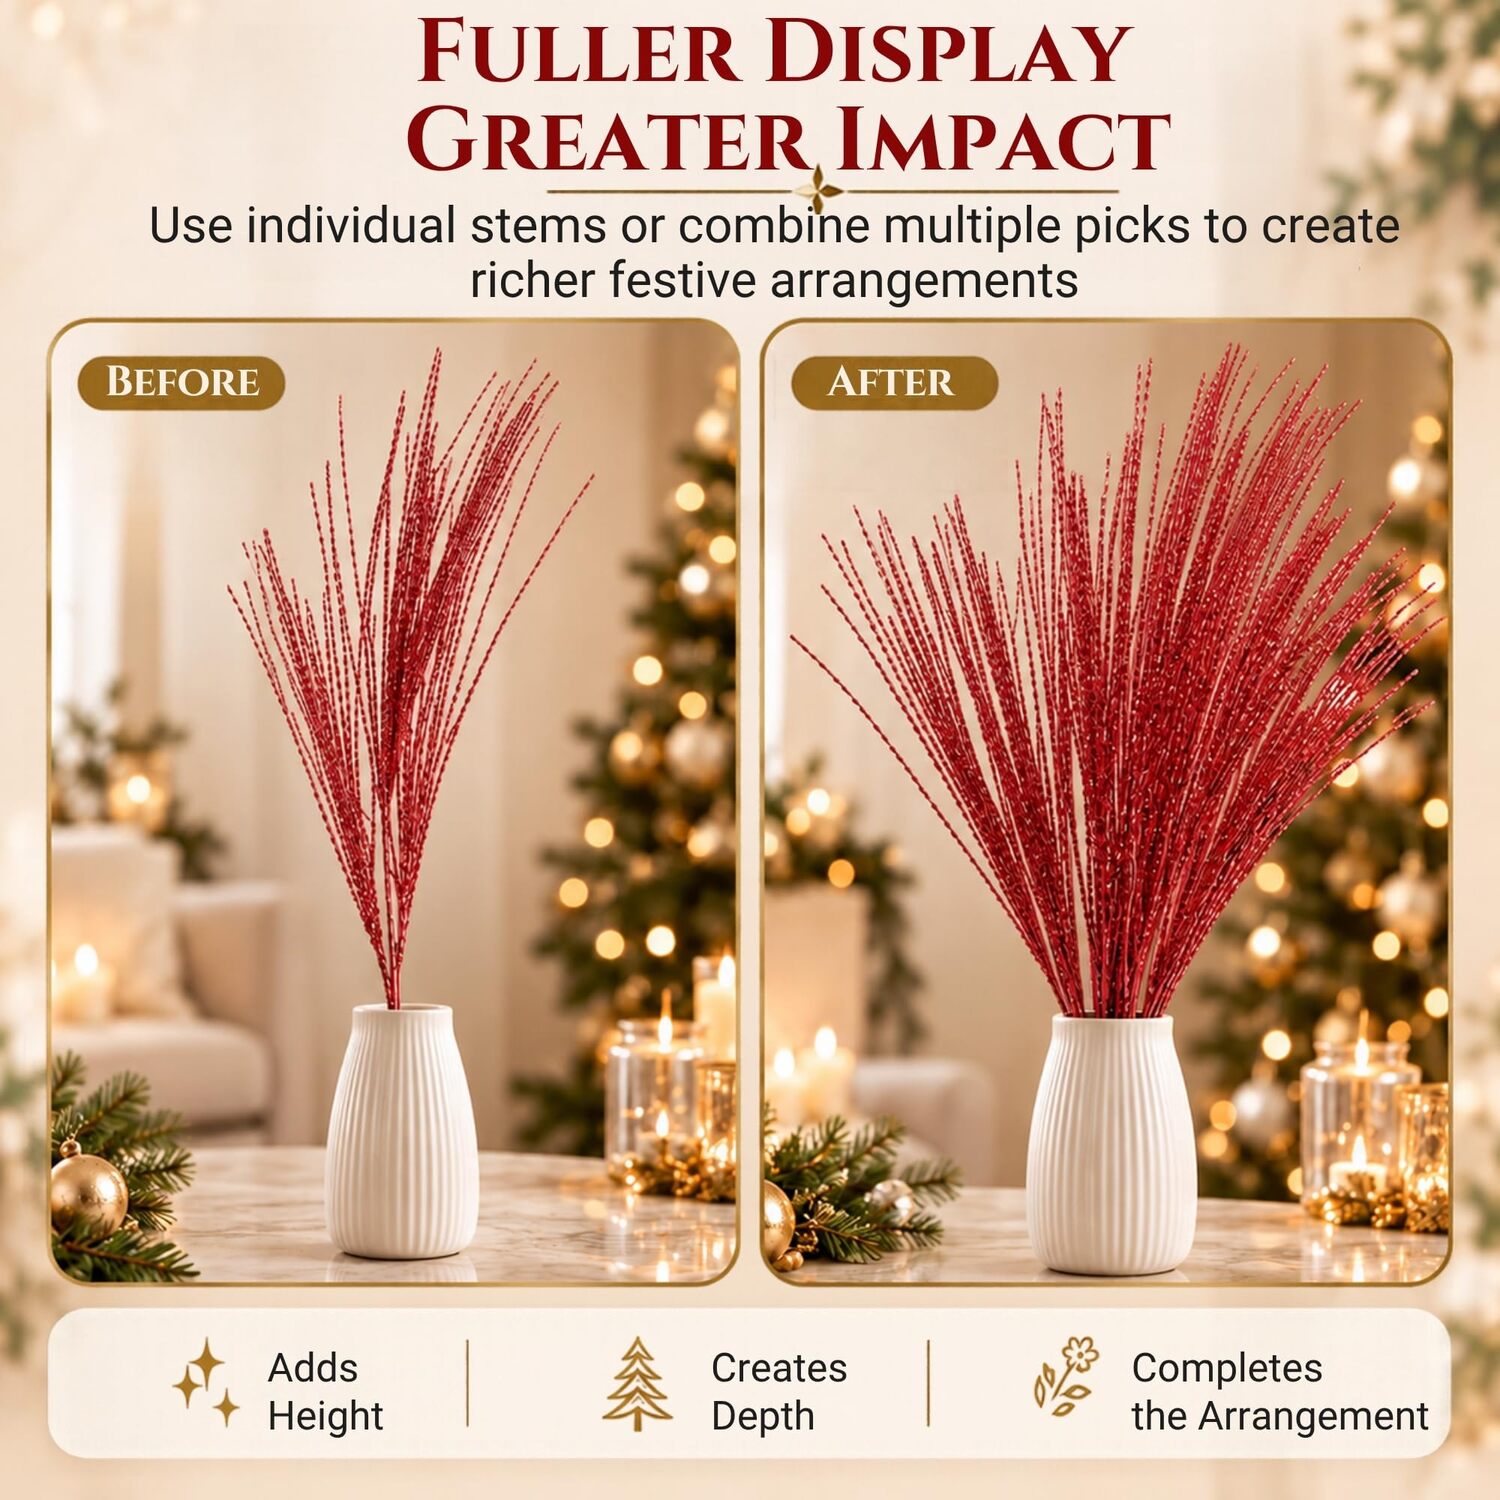 FULLER DISPLAY
GREATER IMPACT
Use individual stems or combine multiple picks to create
richer festive arrangements
BEFORE
AFTER
Adds
Height
Creates
Depth
Completes
the Arrangement